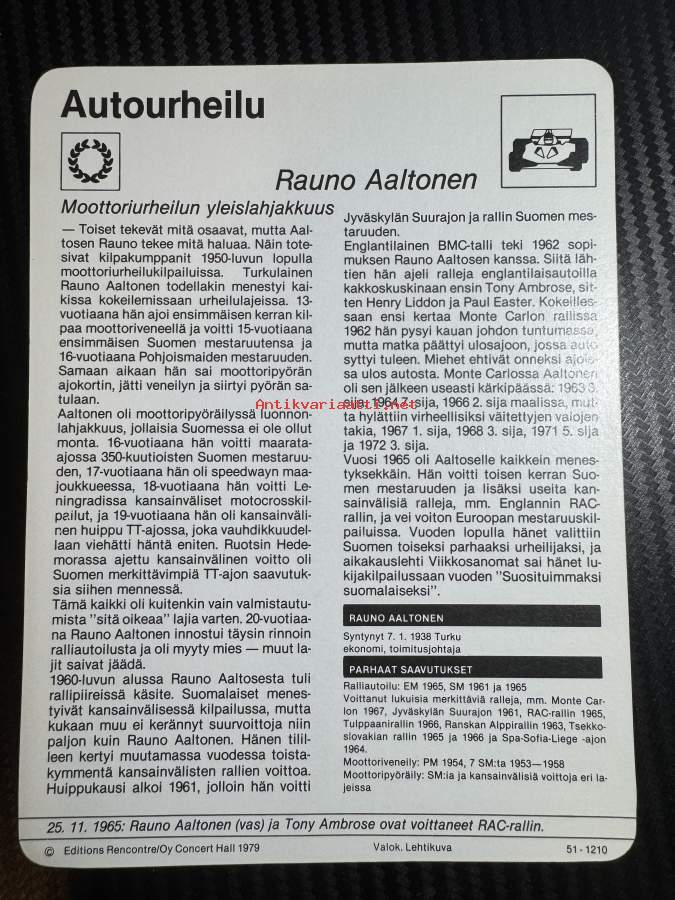 Autourheilu
Rauno Aaltonen
Moottoriurheilun yleislahjakkuus
— Toiset tekevät mitä osaavat, mutta Aal-
tosen Rauno tekee mitä haluaa. Näin tote-
sivat kilpakumppanit 1950-luvun lopulla
moottoriurheilukilpailuissa. Turkulainen
Rauno Aaltonen todellakin menestyi kai-
kissa kokeilemissaan urheilulajeissa. 13-
vuotiaana hän ajoi ensimmäisen kerran kil-
paa moottoriveneellä ja voitti 15-vuotiaana
ensimmäisen Suomen mestaruutensa ja
16-vuotiaana Pohjoismaiden mestaruuden.
Samaan aikaan hän sai moottoripyörän
ajokortin, jätti veneilyn ja siirtyi pyörän sa-
tulaan.
Aaltonen oli moottoripyöräilyssä luonnon-
lahjakkuus, jollaisia Suomessa ei ole ollut
monta. 16-vuotiaana hän voitti maarata-
ajossa 350-kuutioisten Suomen mestaruu-
den, 17-vuotiaana hän oli speedwayn maa-
joukkueessa, 18-vuotiaana hän voitti Le-
ningradissa kansainväliset motocrosskil-
pailut, ja 19-vuotiaana hän oli kansainväli-
nen huippu TT-ajossa, joka vauhdikkuudel-
laan viehätti häntä eniten. Ruotsin Hede-
morassa ajettu kansainvälinen voitto oli
Suomen merkittävimpiä TT-ajon saavutuk-
sia siihen mennessä.
Tämä kaikki oli kuitenkin vain valmistautu-
mista "sitä oikeaa" lajia varten. 20-vuotiaa-
na Rauno Aaltonen innostui täysin rinnoin
ralliautoilusta ja oli myyty mies — muut la-
jit saivat jäädä.
1960-luvun alussa Rauno Aaltosesta tuli
rallipiireissä käsite. Suomalaiset menes-
tyivät kansainvälisessä kilpailussa, mutta
kukaan muu ei kerännyt suurvoittoja niin
paljon kuin Rauno Aaltonen. Hänen tilil-
leen kertyi muutamassa vuodessa toista-
kymmentä kansainvälisten rallien voittoa.
Huippukausi alkoi 1961, jolloin hän voitti
Jyväskylän Suurajon ja rallin Suomen mes-
taruuden.
Englantilainen BMC-talli teki 1962 sopi-
muksen Rauno Aaltosen kanssa. Siitä läh-
tien hän ajeli ralleja englantilaisautoilla
kakkoskuskinaan ensin Tony Ambrose, sit-
ten Henry Liddon ja Paul Easter. Kokeilles-
saan ensi kertaa Monte Carlon rallissa
1962 hän pysyi kauan johdon tuntumassa,
mutta matka päättyi ulosajoon, jossa auto
syttyi tuleen. Miehet ehtivät onneksi ajois-
sa ulos autosta. Monte Carlossa Aaltonen
oli sen jälkeen useasti kärkipäässä: 1963 3.
sija, 1964 7. sija, 1966 2. sija maalissa, mut-
ta hylättiin virheellisiksi väitettyjen valojen
takia, 1967 1. sija, 1968 3. sija, 1971 5. sija
ja 1972 3. sija.
Vuosi 1965 oli Aaltoselle kaikkein menes-
tyksekkäin. Hän voitti toisen kerran Suo-
men mestaruuden ja lisäksi useita kan-
sainvälisiä ralleja, mm. Englannin RAC-
rallin, ja vei voiton Euroopan mestaruuskil-
pailuissa. Vuoden lopulla hänet valittiin
Suomen toiseksi parhaaksi urheilijaksi, ja
aikakauslehti Viikkosanomat sai hänet lu-
kijakilpailussaan vuoden "Suosituimmaksi
suomalaiseksi".
RAUNO AALTONEN
Syntynyt 7. 1. 1938 Turku
ekonomi, toimitusjohtaja
PARHAAT SAAVUTUKSET
Ralliautoilu: EM 1965, SM 1961 ja 1965
Voittanut lukuisia merkittäviä ralleja, mm. Monte Car-
lon 1967, Jyväskylän Suurajon 1961, RAC-rallin 1965,
Tulppaanirallin 1966, Ranskan Alppirallin 1963, Tsekko-
slovakian rallin 1965 ja 1966 ja Spa-Sofia-Liege -ajon
1964.
Moottoriveneily: PM 1954, 7 SM:ta 1953—1958
Moottoripyöräily: SM:ia ja kansainvälisiä voittoja eri la-
jeissa
Antikvariaatti.net
25. 11. 1965: Rauno Aaltonen (vas) ja Tony Ambrose ovat voittaneet RAC-rallin.
© Editions Rencontre/Oy Concert Hall 1979
Valok. Lehtikuva
51 - 1210